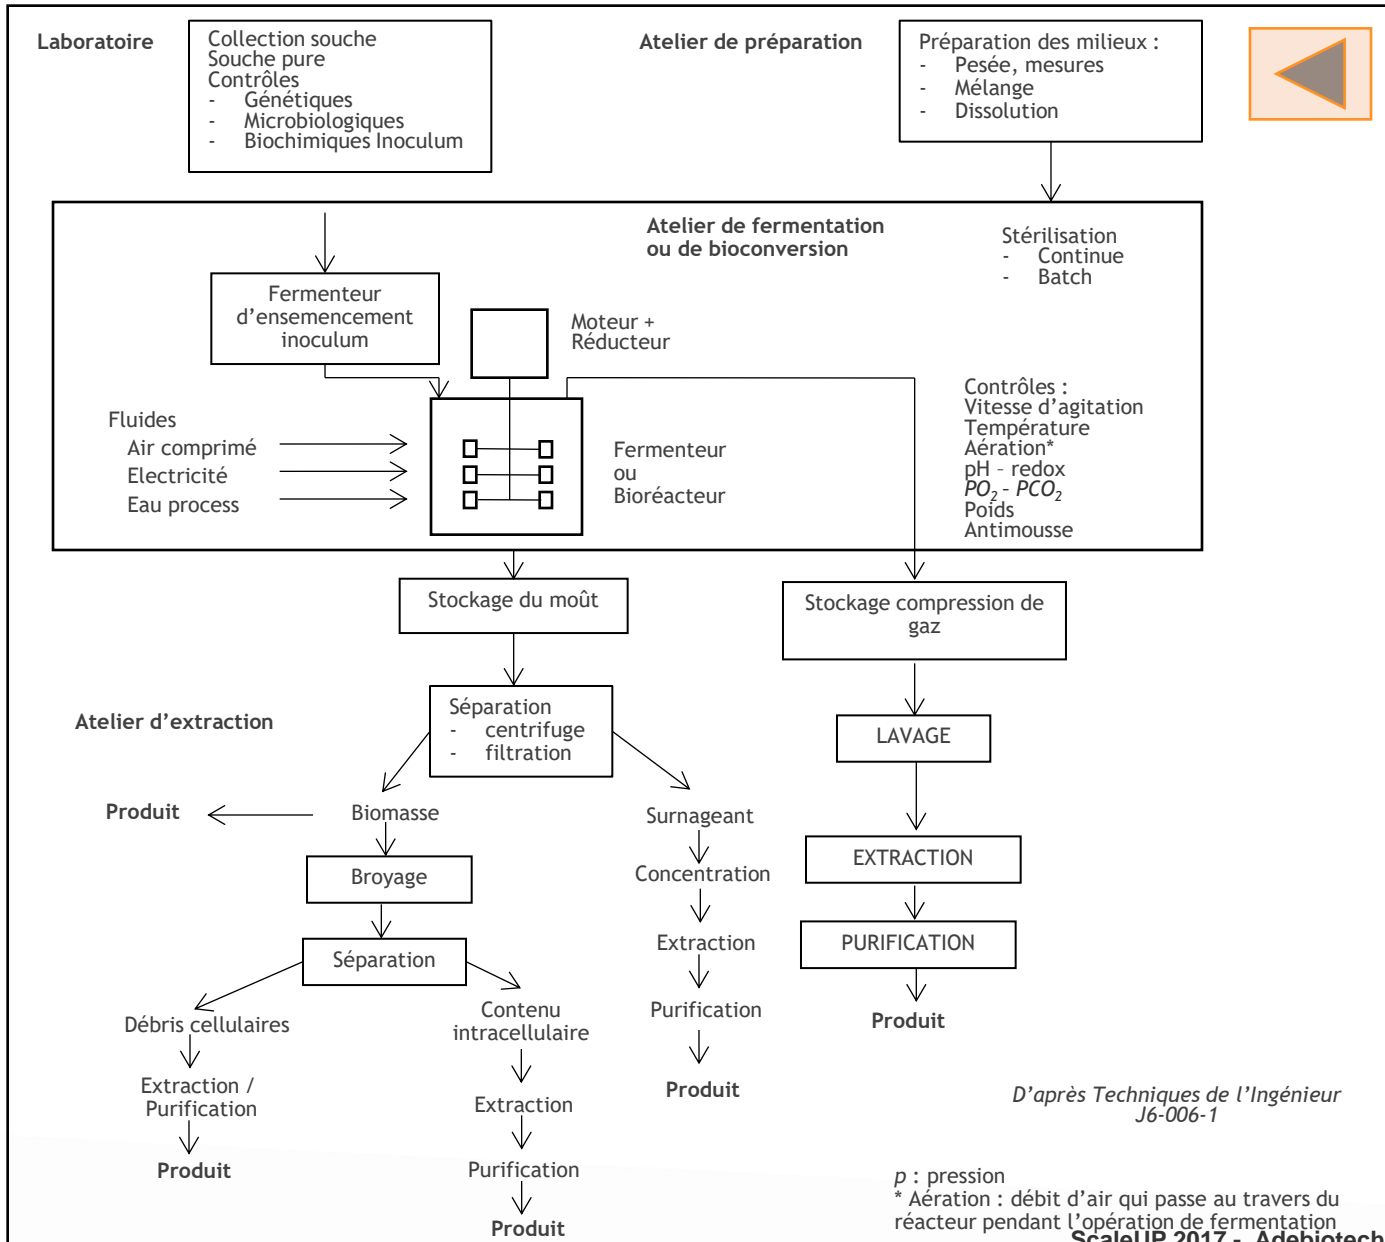 Laboratoire
Collection souche
Souche pure
Contrôles
- Génétiques
- Microbiologiques
- Biochimiques Inoculum
Atelier de préparation
Préparation des milieux :
- Pesée, mesures
- Mélange
- Dissolution
Atelier de fermentation
ou de bioconversion
Stérilisation
- Continue
- Batch
Fermenteur
d’ensemencement
inoculum
Moteur +
Réducteur
Contrôles :
Vitesse d’agitation
Température
Aération*
pH – redox
PO2 – PCO2
Poids
Antimousse
Fluides
Air comprimé
Electricité
Eau process
Fermenteur
ou
Bioréacteur
Stockage du moût
Stockage compression de
gaz
Atelier d’extraction
Séparation
- centrifuge
- filtration
LAVAGE
Produit
Biomasse
Surnageant
Broyage
Concentration
EXTRACTION
Séparation
Extraction
PURIFICATION
Débris cellulaires
Contenu
intracellulaire
Purification
Produit
Extraction /
Purification
Extraction
Produit
Produit
Purification
Produit
D’après Techniques de l’Ingénieur
J6-006-1
p : pression
* Aération : débit d’air qui passe au travers du
réacteur pendant l’opération de fermentation
ScaleUP 2017 - Adebiotech